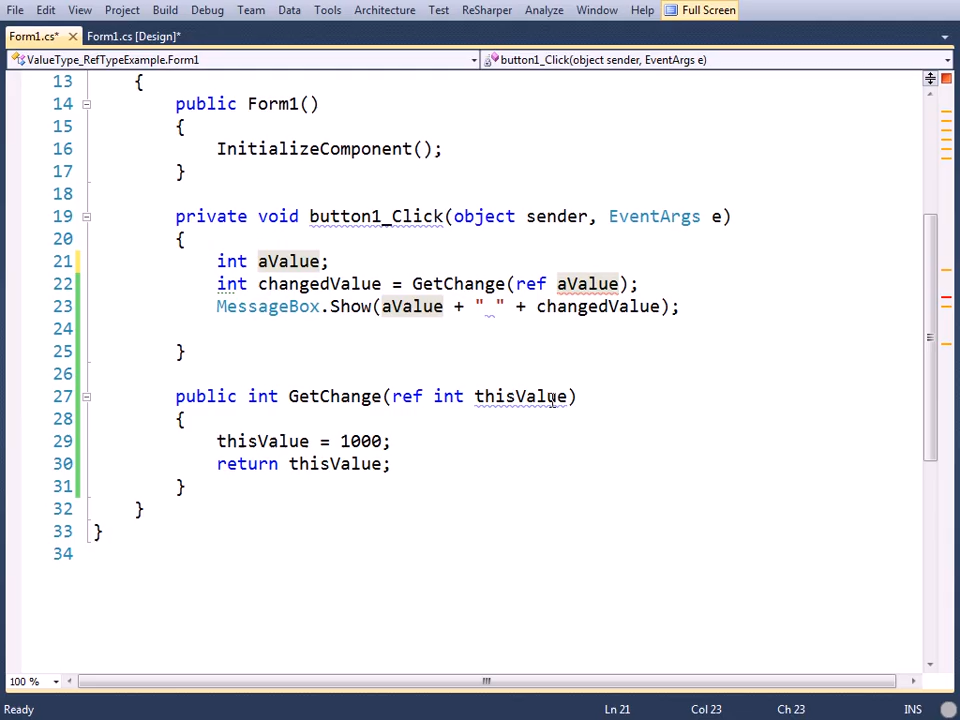 File Edit View Project Build Debug Team Data Tools Architecture Test ReSharper Analyze Window Help Full Screen
Form1.cs* Form1.cs [Design]*
ValueType_RefTypeExample.Form1 button1_Click(object sender, EventArgs e)
13 {
14 public Form1()
15 {
16 InitializeComponent();
17 }
18
19 private void button1_Click(object sender, EventArgs e)
20 {
21 int aValue;
22 int changedValue = GetChange(ref aValue);
23 MessageBox.Show(aValue + " " + changedValue);
24
25 }
26
27 public int GetChange(ref int thisValue)
28 {
29 thisValue = 1000;
30 return thisValue;
31 }
32 }
33 }
34
100 %
Ready Ln 21 Col 23 Ch 23 INS